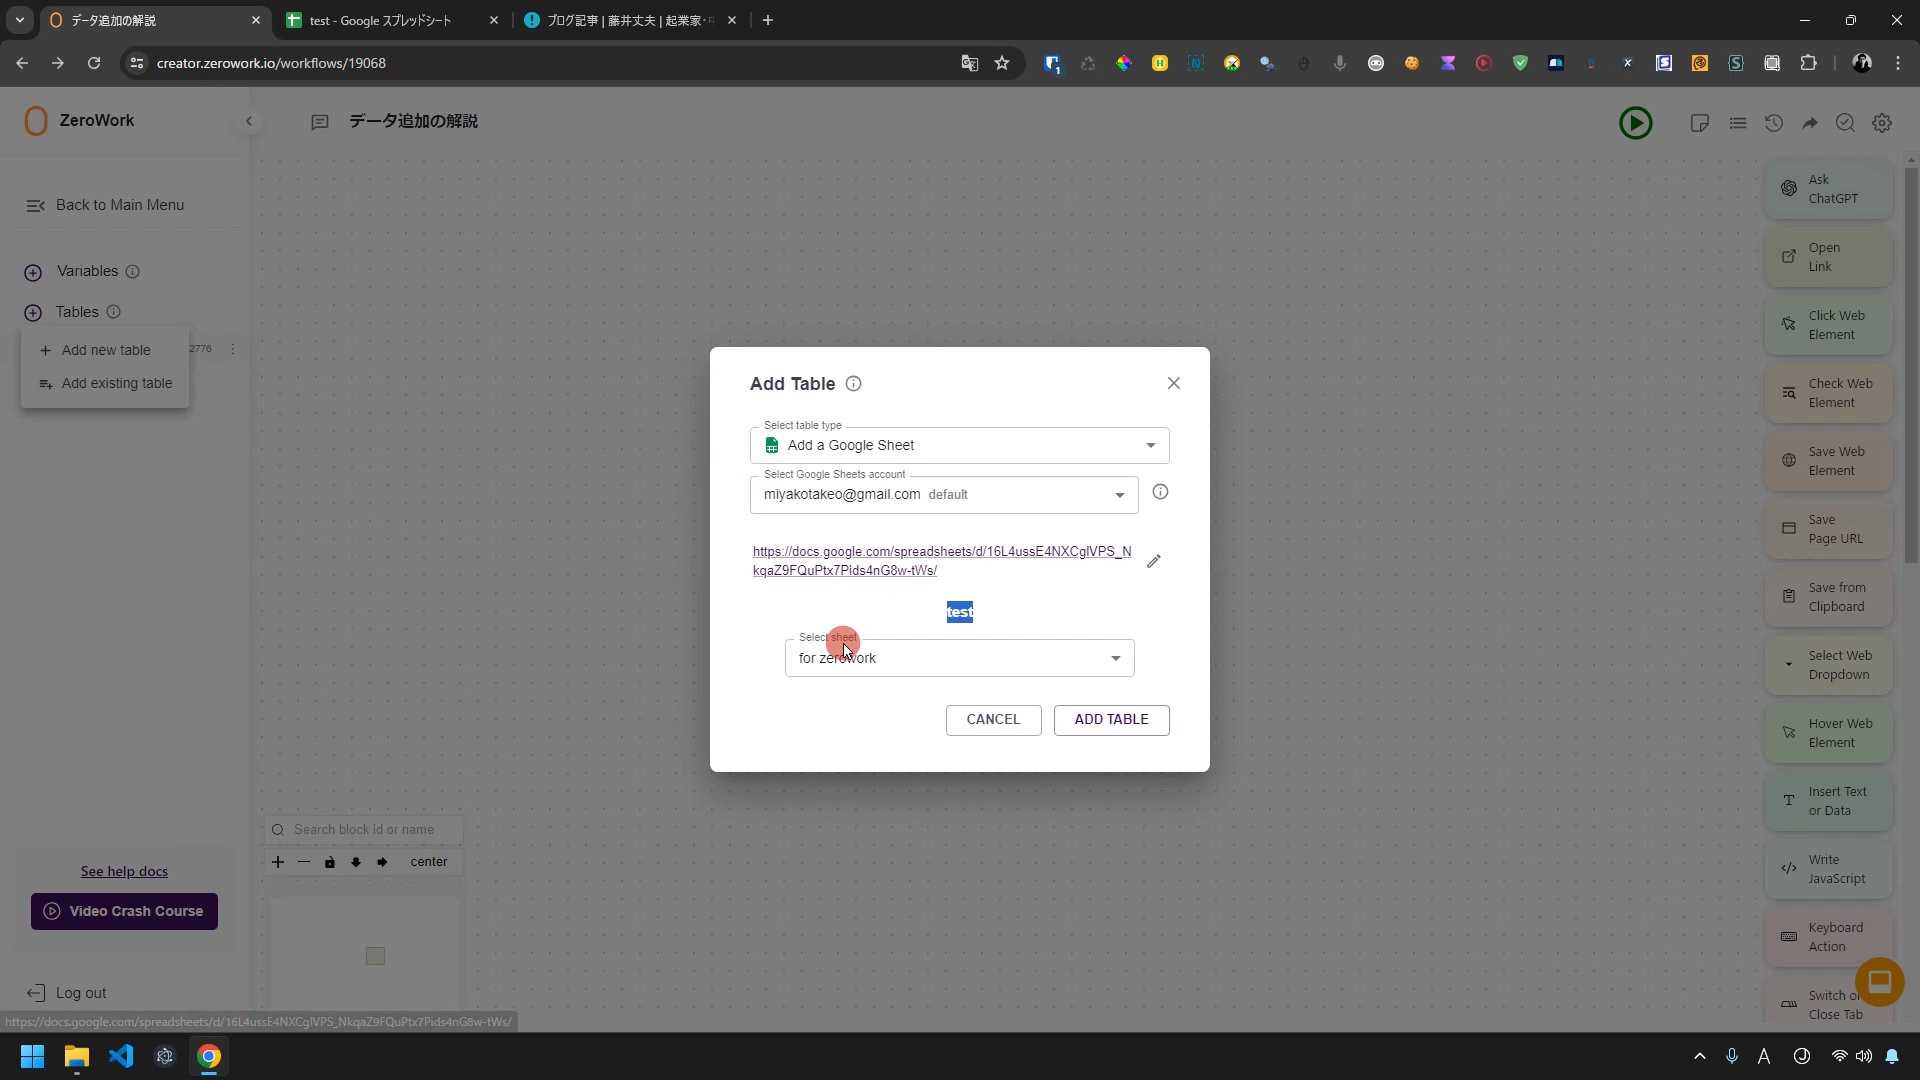 データ追加の解説
test - Google スプレッドシート
ブログ記事 | 藤井丈夫 | 起業家・
creator.zerowork.io/workflows/19068
ZeroWork
データ追加の解説
Back to Main Menu
Variables
Tables
Add new table
2776
Add existing table
Add Table
Select table type
Add a Google Sheet
Select Google Sheets account
miyakotakeo@gmail.com default
https://docs.google.com/spreadsheets/d/16L4ussE4NXCglVPS_N
kqaZ9FQuPtx7Pids4nG8w-tWs/
test
Select sheet
for zerowork
CANCEL
ADD TABLE
Ask
ChatGPT
Open
Link
Click Web
Element
Check Web
Element
Save Web
Element
Save
Page URL
Save from
Clipboard
Select Web
Dropdown
Hover Web
Element
Insert Text
or Data
Write
JavaScript
Keyboard
Action
Switch or
Close Tab
Search block id or name
center
See help docs
Video Crash Course
Log out
https://docs.google.com/spreadsheets/d/16L4ussE4NXCglVPS_NkqaZ9FQuPtx7Pids4nG8w-tWs/